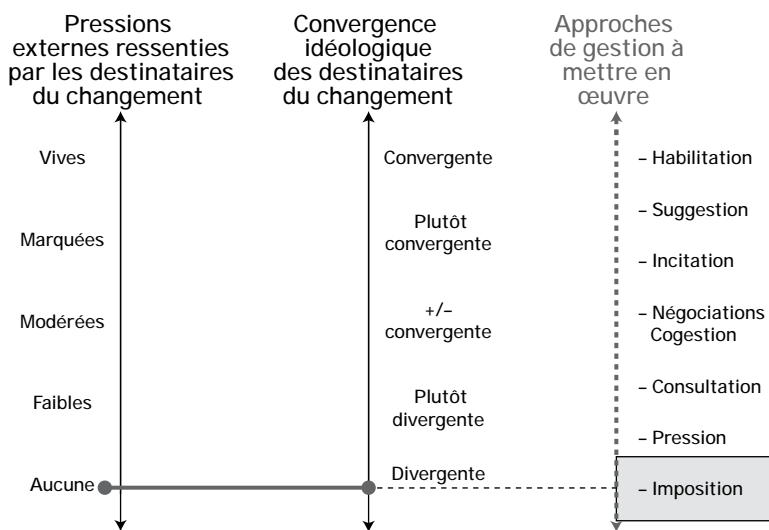 Pressions
externes ressenties
par les destinataires
du changement
Convergence
idéologique
des destinataires
du changement
Approches
de gestion à
mettre en
œuvre
Vives
Convergente
– Habilitation
Marquées
Plutôt
convergente
– Suggestion
– Incitation
Modérées
+/–
convergente
– Négociations
Cogestion
Faibles
Plutôt
divergente
– Consultation
– Pression
Aucune
Divergente
– Imposition